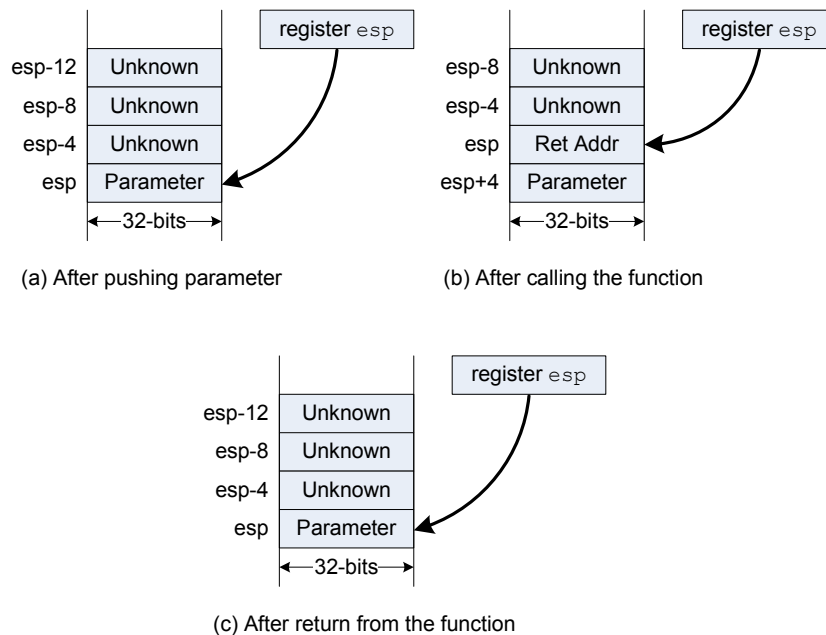 register esp
esp-12 Unknown
esp-8 Unknown
esp-4 Unknown
esp Parameter
32-bits
(a) After pushing parameter
register esp
esp-8 Unknown
esp-4 Unknown
esp Ret Addr
esp+4 Parameter
32-bits
(b) After calling the function
register esp
esp-12 Unknown
esp-8 Unknown
esp-4 Unknown
esp Parameter
32-bits
(c) After return from the function